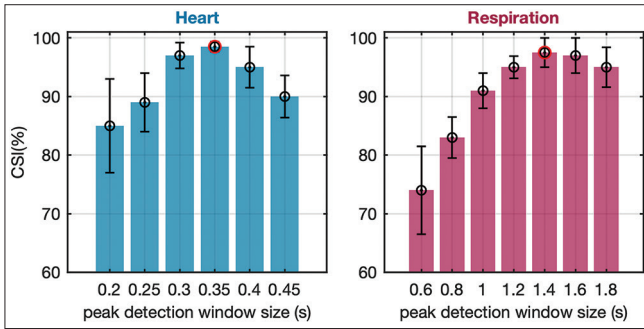 Heart
CSI(%)
100
90
80
70
60
0.2 0.25 0.3 0.35 0.4 0.45
peak detection window size (s)
Respiration
100
90
80
70
60
0.6 0.8 1 1.2 1.4 1.6 1.8
peak detection window size (s)